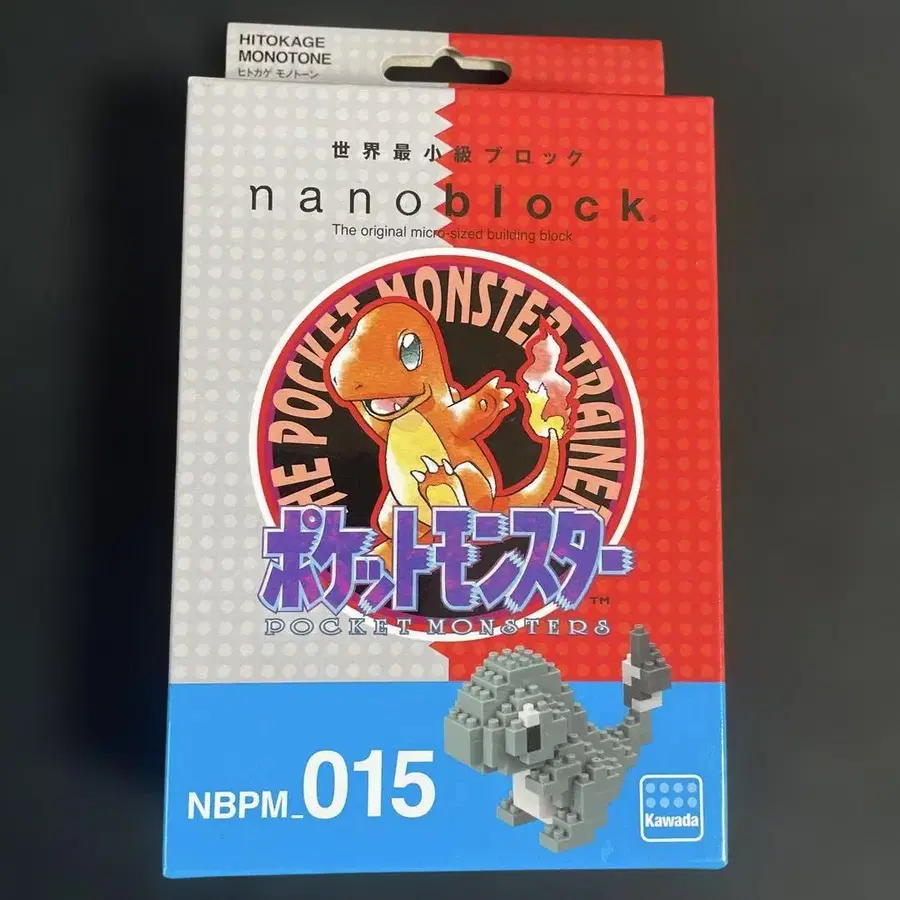 HITOKAGE
MONOTONE
ヒトカゲ モノトーン
世界最小級ブロック
nanoblock®
The original micro-sized building block
THE POCKET MONSTER TRAINER
ポケットモンスター
TM
POCKET MONSTERS
NBPM_015
Kawada